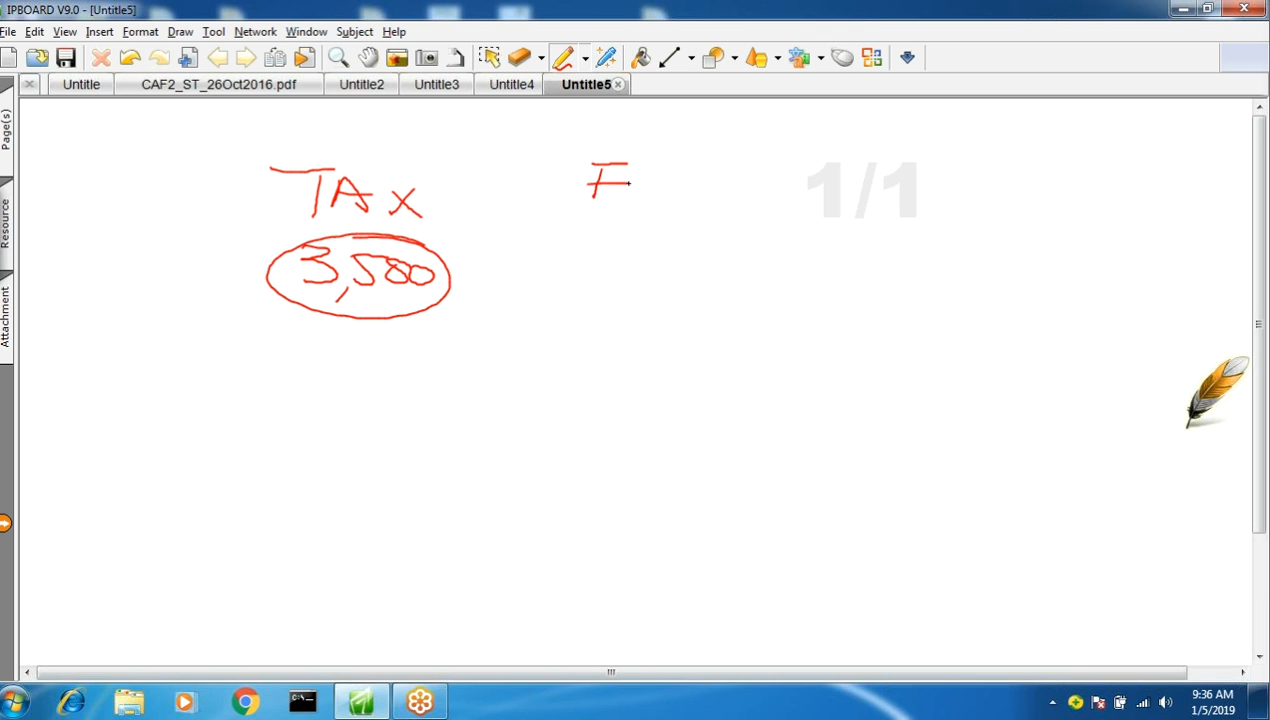 IPBOARD V9.0 - [Untitle5]
File Edit View Insert Format Draw Tool Network Window Subject Help
Untitle CAF2_ST_26Oct2016.pdf Untitle2 Untitle3 Untitle4 Untitle5
Page(s)
Resource
Attachment
TAX F
1/1
3,500
9:36 AM
1/5/2019